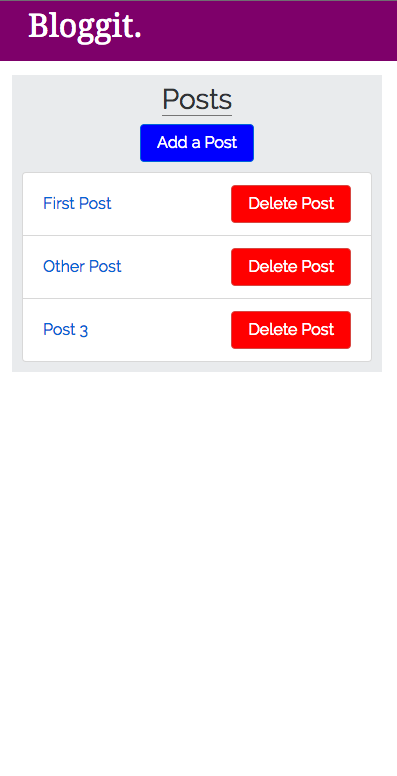 Bloggit.
Posts
Add a Post
First Post Delete Post
Other Post Delete Post
Post 3 Delete Post